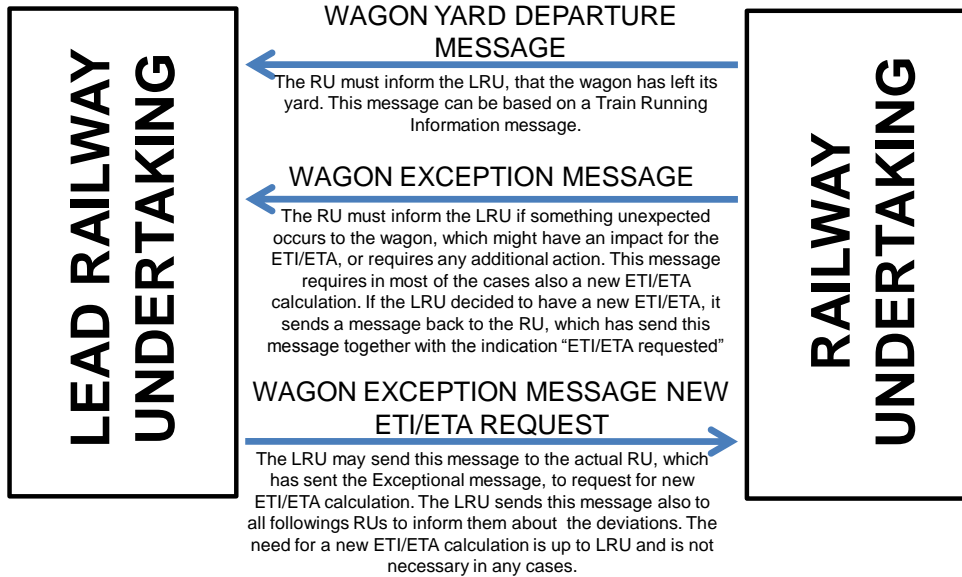 LEAD RAILWAY
UNDERTAKING
WAGON YARD DEPARTURE
MESSAGE
The RU must inform the LRU, that the wagon has left its
yard. This message can be based on a Train Running
Information message.
WAGON EXCEPTION MESSAGE
The RU must inform the LRU if something unexpected
occurs to the wagon, which might have an impact for the
ETI/ETA, or requires any additional action. This message
requires in most of the cases also a new ETI/ETA
calculation. If the LRU decided to have a new ETI/ETA, it
sends a message back to the RU, which has send this
message together with the indication “ETI/ETA requested”
WAGON EXCEPTION MESSAGE NEW
ETI/ETA REQUEST
The LRU may send this message to the actual RU, which
has sent the Exceptional message, to request for new
ETI/ETA calculation. The LRU sends this message also to
all followings RUs to inform them about the deviations. The
need for a new ETI/ETA calculation is up to LRU and is not
necessary in any cases.
RAILWAY
UNDERTAKING